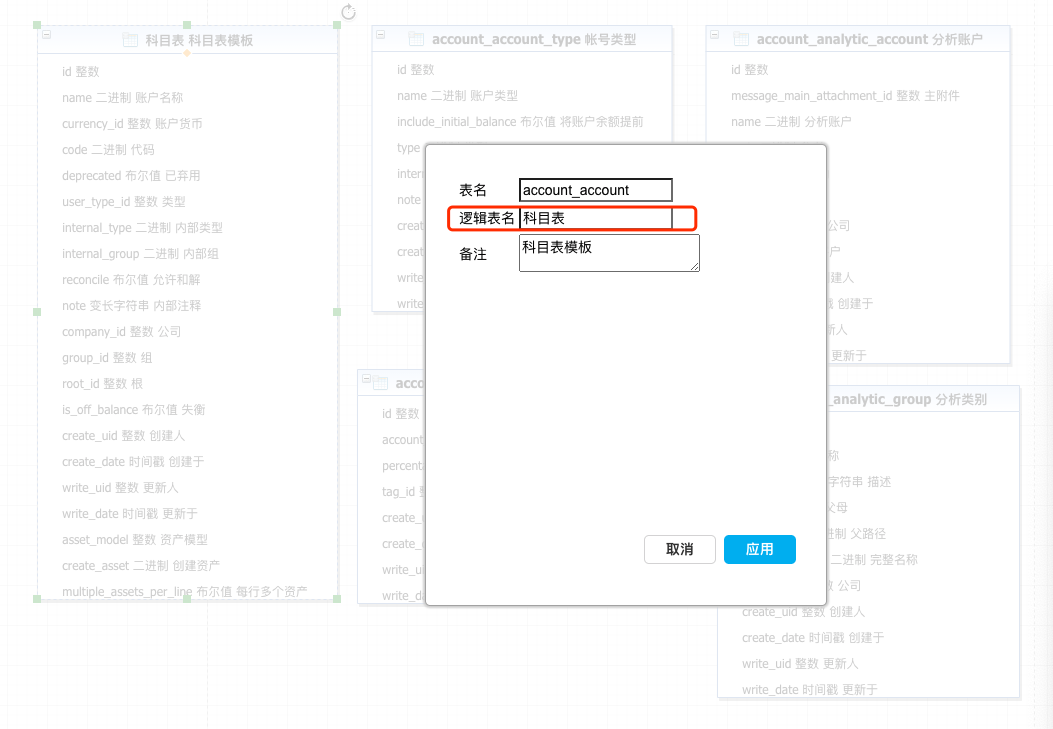 科目表 科目表模板
id 整数
name 二进制 账户名称
currency_id 整数 账户货币
code 二进制 代码
deprecated 布尔值 已弃用
user_type_id 整数 类型
internal_type 二进制 内部类型
internal_group 二进制 内部组
reconcile 布尔值 允许和解
note 变长字符串 内部注释
company_id 整数 公司
group_id 整数 组
root_id 整数 根
is_off_balance 布尔值 失衡
create_uid 整数 创建人
create_date 时间戳 创建于
write_uid 整数 更新人
write_date 时间戳 更新于
asset_model 整数 资产模型
create_asset 二进制 创建资产
multiple_assets_per_line 布尔值 每行多个资产
account_account_type 帐号类型
id 整数
name 二进制 账户类型
include_initial_balance 布尔值 将账户余额提前
type
inter
note
creat
creat
write
write
account_analytic_account 分析账户
id 整数
message_main_attachment_id 整数 主附件
name 二进制 分析账户
公司
户
建人
创建于
新人
更新于
表名 account_account
逻辑表名 科目表
备注 科目表模板
取消 应用
acco
id 整数
account
percenta
tag_id
create_u
create_d
write_u
write_da
_analytic_group 分析类别
称
字符串 描述
父母
进制 父路径
二进制 完整名称
数 公司
create_uid 整数 创建人
create_date 时间戳 创建于
write_uid 整数 更新人
write_date 时间戳 更新于